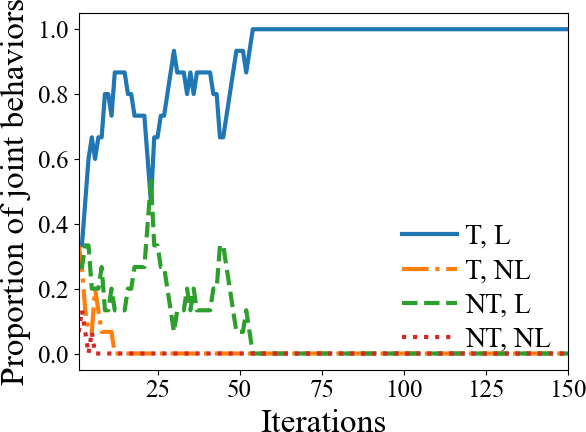 Proportion of joint behaviors
1.0
0.8
0.6
0.4
0.2
0.0
T, L
T, NL
NT, L
NT, NL
25 50 75 100 125 150
Iterations